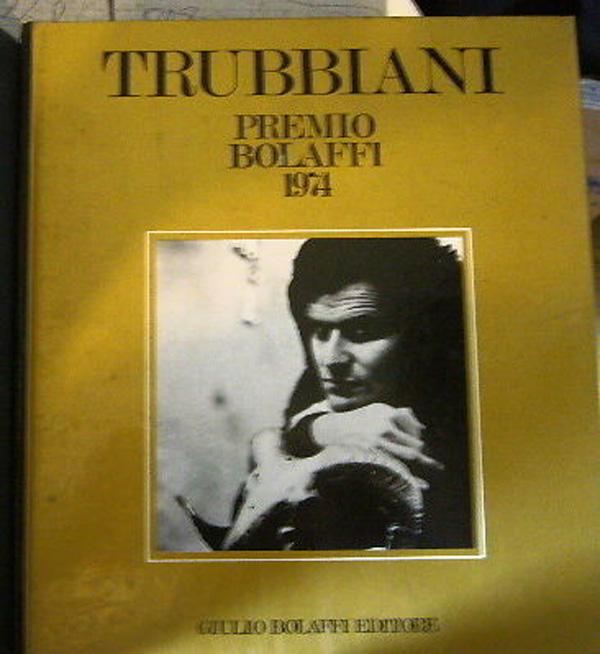 TRUBBIANI
PREMIO
BOLAFFI
1974
GIULIO BOLAFFI EDITORE